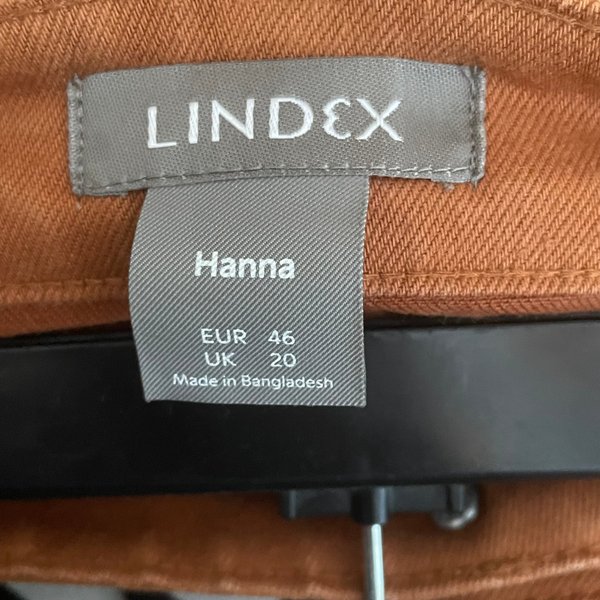 LINDEX
Hanna
EUR 46
UK 20
Made in Bangladesh